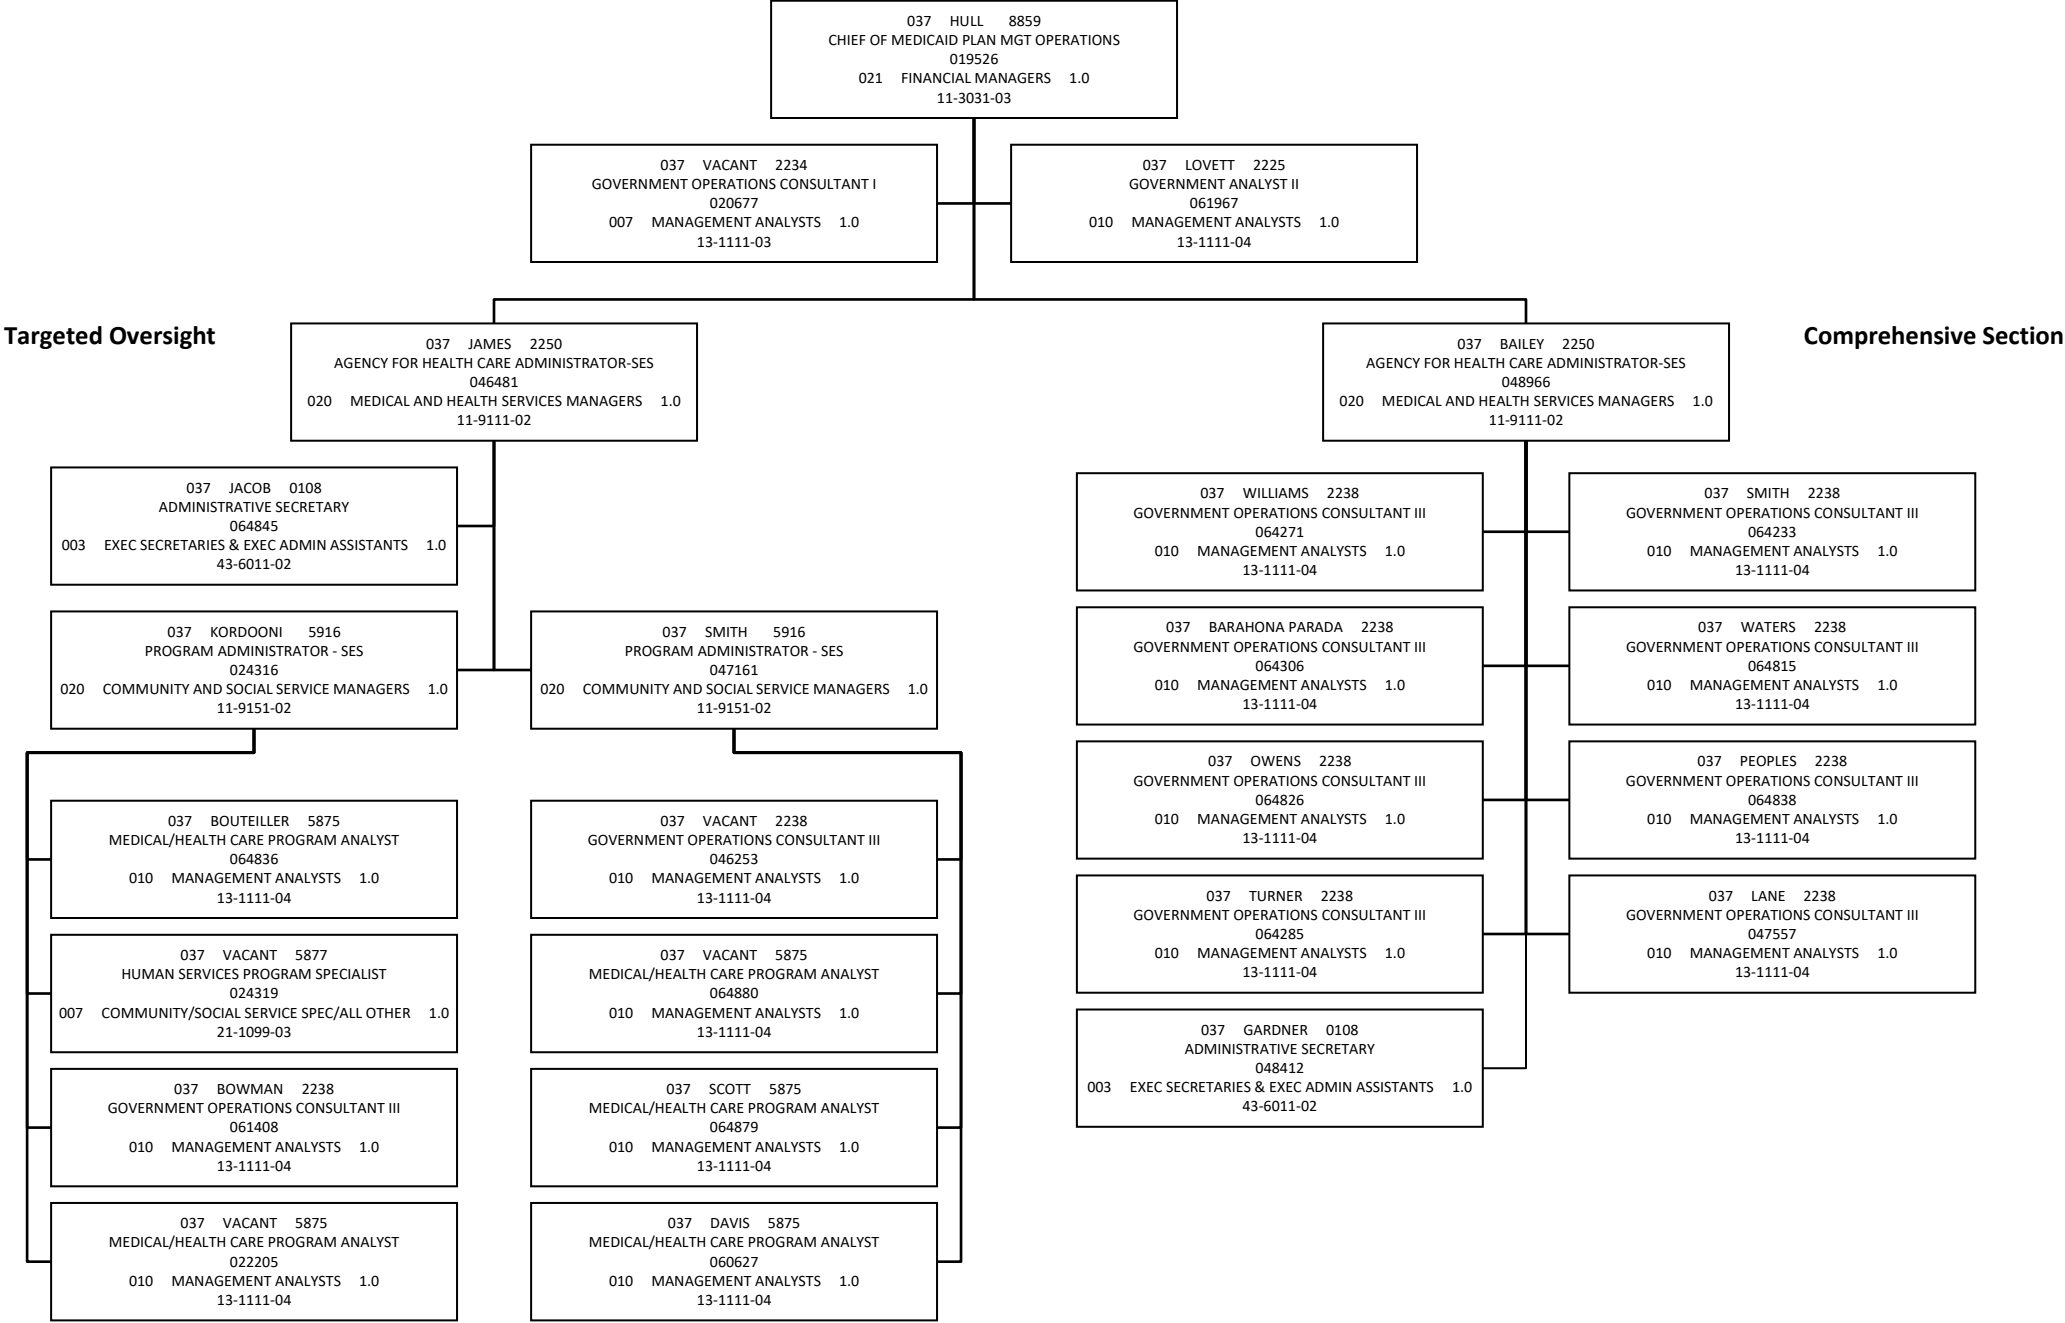 037 HULL 8859
CHIEF OF MEDICAID PLAN MGT OPERATIONS
019526
021 FINANCIAL MANAGERS 1.0
11-3031-03
037 VACANT 2234
GOVERNMENT OPERATIONS CONSULTANT I
020677
007 MANAGEMENT ANALYSTS 1.0
13-1111-03
037 LOVETT 2225
GOVERNMENT ANALYST II
061967
010 MANAGEMENT ANALYSTS 1.0
13-1111-04
Targeted Oversight
037 JAMES 2250
AGENCY FOR HEALTH CARE ADMINISTRATOR-SES
046481
020 MEDICAL AND HEALTH SERVICES MANAGERS 1.0
11-9111-02
037 JACOB 0108
ADMINISTRATIVE SECRETARY
064845
003 EXEC SECRETARIES & EXEC ADMIN ASSISTANTS 1.0
43-6011-02
037 KORDOONI 5916
PROGRAM ADMINISTRATOR - SES
024316
020 COMMUNITY AND SOCIAL SERVICE MANAGERS 1.0
11-9151-02
037 SMITH 5916
PROGRAM ADMINISTRATOR - SES
047161
020 COMMUNITY AND SOCIAL SERVICE MANAGERS 1.0
11-9151-02
037 BOUTEILLER 5875
MEDICAL/HEALTH CARE PROGRAM ANALYST
064836
010 MANAGEMENT ANALYSTS 1.0
13-1111-04
037 VACANT 5877
HUMAN SERVICES PROGRAM SPECIALIST
024319
007 COMMUNITY/SOCIAL SERVICE SPEC/ALL OTHER 1.0
21-1099-03
037 BOWMAN 2238
GOVERNMENT OPERATIONS CONSULTANT III
061408
010 MANAGEMENT ANALYSTS 1.0
13-1111-04
037 VACANT 5875
MEDICAL/HEALTH CARE PROGRAM ANALYST
022205
010 MANAGEMENT ANALYSTS 1.0
13-1111-04
037 VACANT 2238
GOVERNMENT OPERATIONS CONSULTANT III
046253
010 MANAGEMENT ANALYSTS 1.0
13-1111-04
037 VACANT 5875
MEDICAL/HEALTH CARE PROGRAM ANALYST
064880
010 MANAGEMENT ANALYSTS 1.0
13-1111-04
037 SCOTT 5875
MEDICAL/HEALTH CARE PROGRAM ANALYST
064879
010 MANAGEMENT ANALYSTS 1.0
13-1111-04
037 DAVIS 5875
MEDICAL/HEALTH CARE PROGRAM ANALYST
060627
010 MANAGEMENT ANALYSTS 1.0
13-1111-04
Comprehensive Section
037 BAILEY 2250
AGENCY FOR HEALTH CARE ADMINISTRATOR-SES
048966
020 MEDICAL AND HEALTH SERVICES MANAGERS 1.0
11-9111-02
037 WILLIAMS 2238
GOVERNMENT OPERATIONS CONSULTANT III
064271
010 MANAGEMENT ANALYSTS 1.0
13-1111-04
037 SMITH 2238
GOVERNMENT OPERATIONS CONSULTANT III
064233
010 MANAGEMENT ANALYSTS 1.0
13-1111-04
037 BARAHONA PARADA 2238
GOVERNMENT OPERATIONS CONSULTANT III
064306
010 MANAGEMENT ANALYSTS 1.0
13-1111-04
037 WATERS 2238
GOVERNMENT OPERATIONS CONSULTANT III
064815
010 MANAGEMENT ANALYSTS 1.0
13-1111-04
037 OWENS 2238
GOVERNMENT OPERATIONS CONSULTANT III
064826
010 MANAGEMENT ANALYSTS 1.0
13-1111-04
037 PEOPLES 2238
GOVERNMENT OPERATIONS CONSULTANT III
064838
010 MANAGEMENT ANALYSTS 1.0
13-1111-04
037 TURNER 2238
GOVERNMENT OPERATIONS CONSULTANT III
064285
010 MANAGEMENT ANALYSTS 1.0
13-1111-04
037 LANE 2238
GOVERNMENT OPERATIONS CONSULTANT III
047557
010 MANAGEMENT ANALYSTS 1.0
13-1111-04
037 GARDNER 0108
ADMINISTRATIVE SECRETARY
048412
003 EXEC SECRETARIES & EXEC ADMIN ASSISTANTS 1.0
43-6011-02